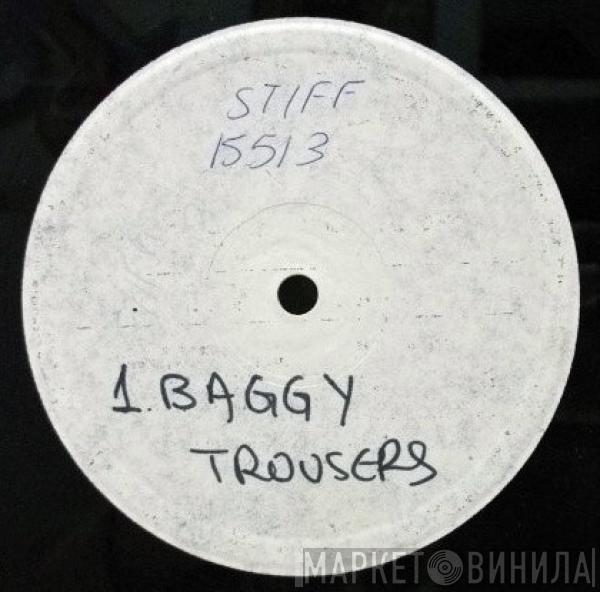 STIFF
15513
1. BAGGY
TROUSERS
МАРКЕТ ВИНИЛА